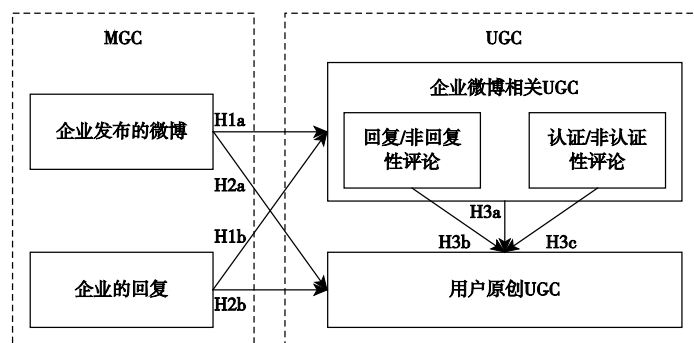 MGC
UGC
企业发布的微博
企业的回复
H1a
H2a
H1b
H2b
企业微博相关UGC
回复/非回复
性评论
认证/非认证
性评论
H3a
H3b
H3c
用户原创UGC